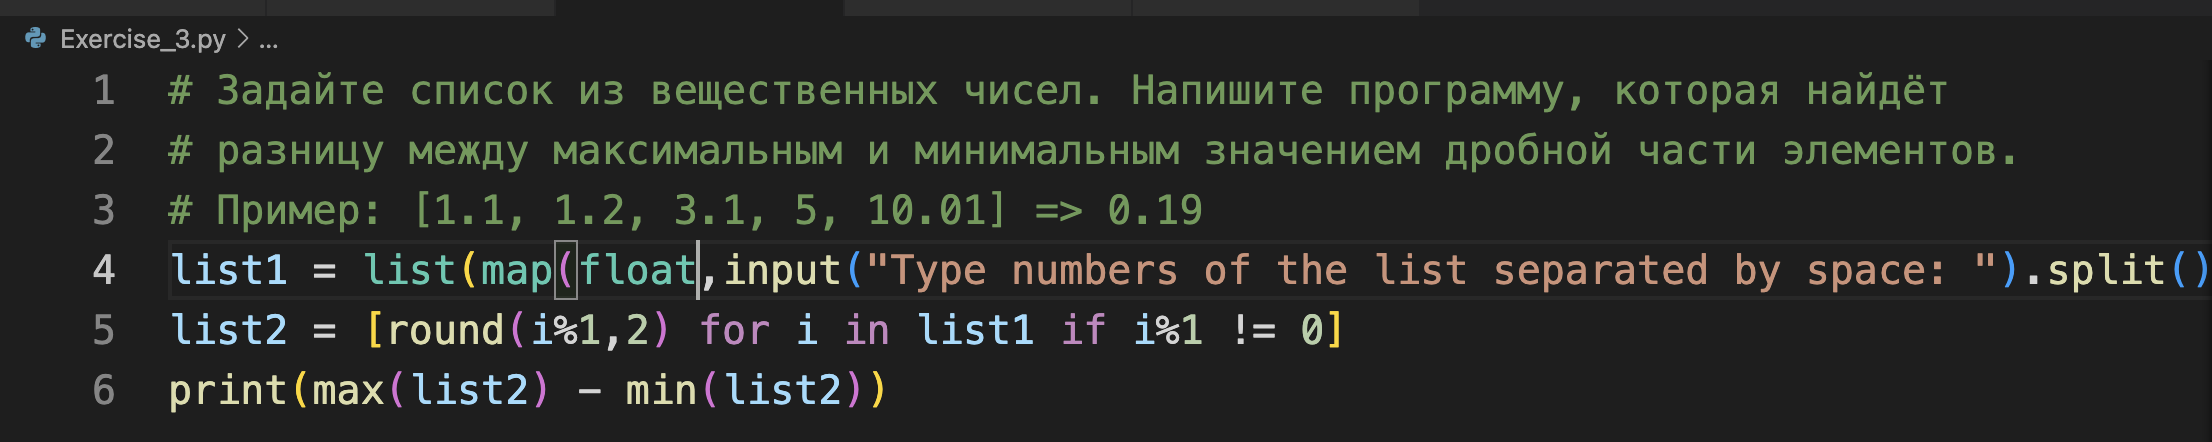 Exercise_3.py > ...
1 # Задайте список из вещественных чисел. Напишите программу, которая найдёт
2 # разницу между максимальным и минимальным значением дробной части элементов.
3 # Пример: [1.1, 1.2, 3.1, 5, 10.01] => 0.19
4 list1 = list(map(float,input("Type numbers of the list separated by space: ").split()
5 list2 = [round(i%1,2) for i in list1 if i%1 != 0]
6 print(max(list2) - min(list2))